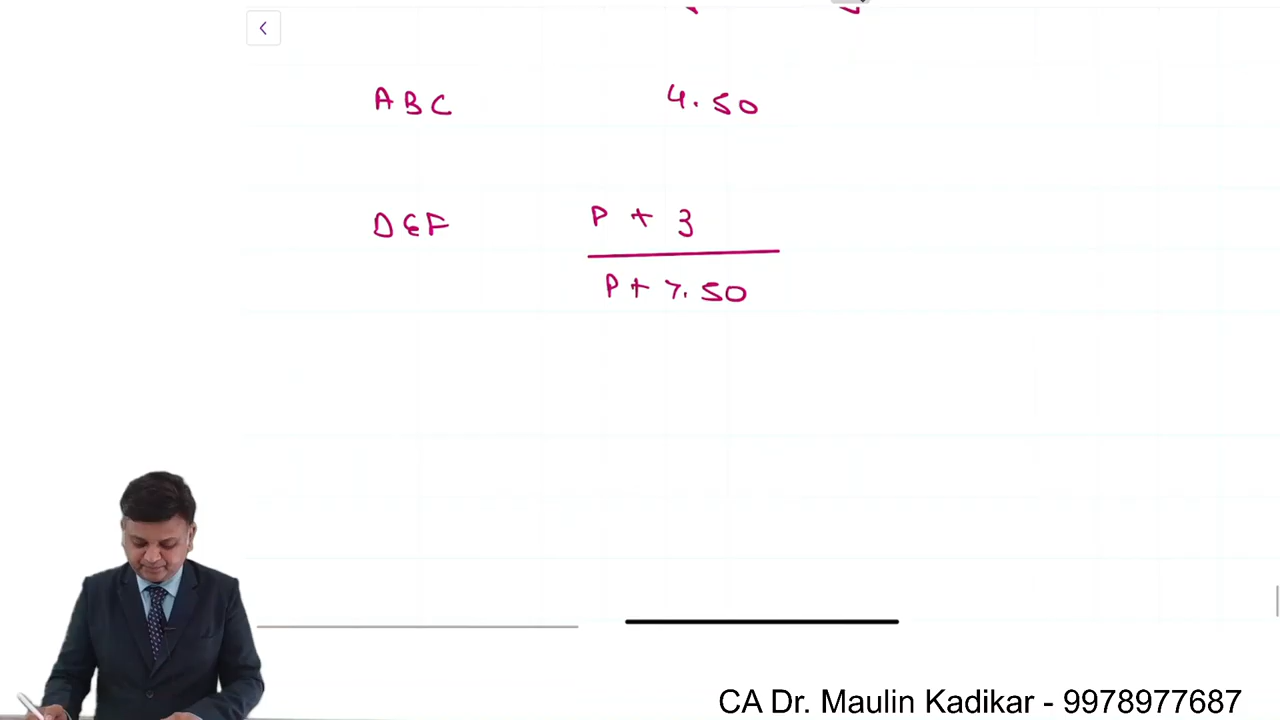 ABC 4.50
DEF P + 3
P + 7.50
CA Dr. Maulin Kadikar - 9978977687